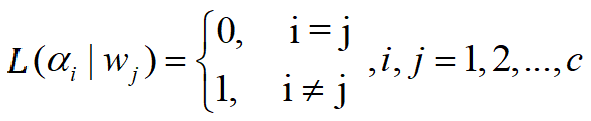 L(α_i | w_j) = { 0, i = j
1, i ≠ j , i, j = 1, 2, ..., c